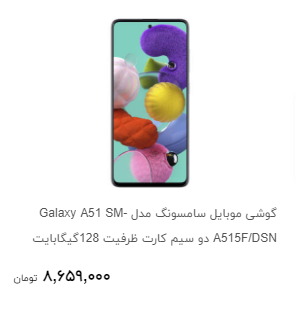 گوشی موبایل سامسونگ مدل Galaxy A51 SM-
A515F/DSN دو سیم کارت ظرفیت 128گیگابایت
۸,۶۵۹,۰۰۰ تومان